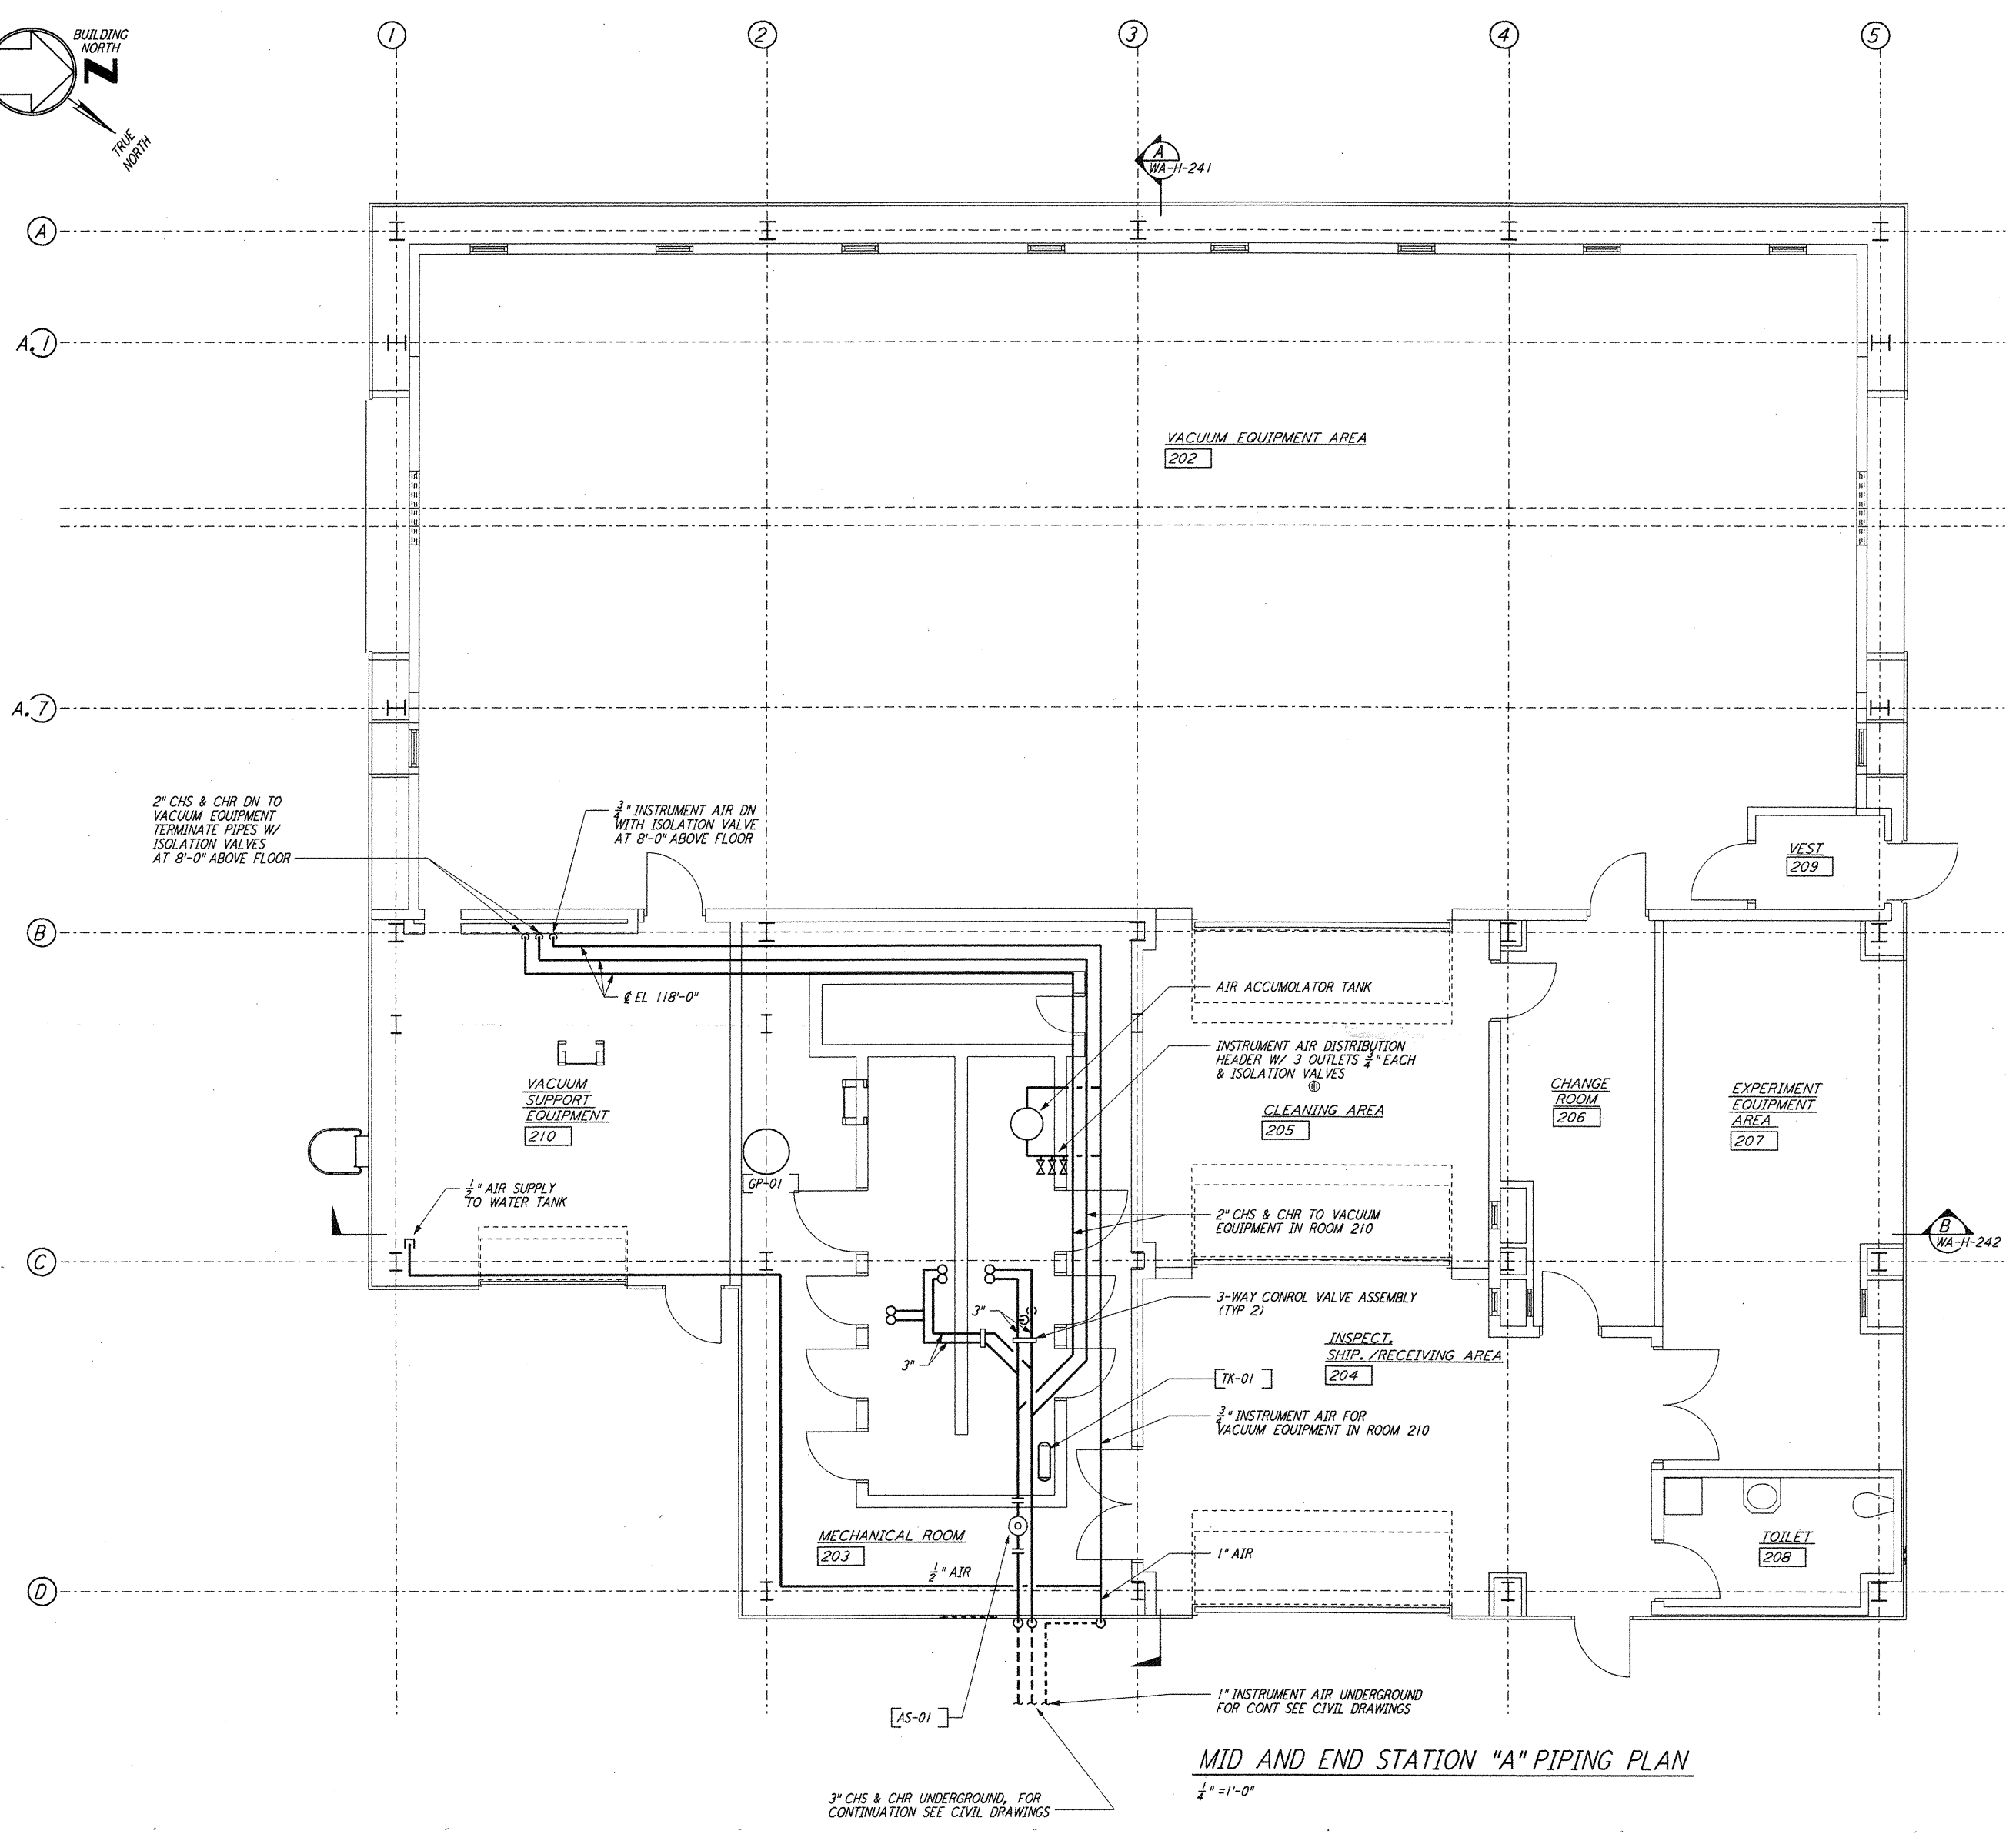 BUILDING
NORTH
N
TRUE
NORTH
1
2
3
4
5
A
WA-H-241
A
A.1
A.7
B
C
D
VACUUM EQUIPMENT AREA
202
2" CHS & CHR DN TO
VACUUM EQUIPMENT
TERMINATE PIPES W/
ISOLATION VALVES
AT 8'-0" ABOVE FLOOR
3/4" INSTRUMENT AIR DN
WITH ISOLATION VALVE
AT 8'-0" ABOVE FLOOR
VEST
209
℄ EL 118'-0"
AIR ACCUMOLATOR TANK
INSTRUMENT AIR DISTRIBUTION
HEADER W/ 3 OUTLETS 3/4" EACH
& ISOLATION VALVES
VACUUM
SUPPORT
EQUIPMENT
210
CLEANING AREA
205
CHANGE
ROOM
206
EXPERIMENT
EQUIPMENT
AREA
207
GP-01
1/2" AIR SUPPLY
TO WATER TANK
2" CHS & CHR TO VACUUM
EQUIPMENT IN ROOM 210
B
WA-H-242
3"
3-WAY CONROL VALVE ASSEMBLY
(TYP 2)
3"
INSPECT.
SHIP./RECEIVING AREA
204
TK-01
3/4" INSTRUMENT AIR FOR
VACUUM EQUIPMENT IN ROOM 210
MECHANICAL ROOM
203
1/2" AIR
1" AIR
TOILET
208
AS-01
1" INSTRUMENT AIR UNDERGROUND
FOR CONT SEE CIVIL DRAWINGS
3" CHS & CHR UNDERGROUND, FOR
CONTINUATION SEE CIVIL DRAWINGS
MID AND END STATION "A" PIPING PLAN
1/4" =1'-0"